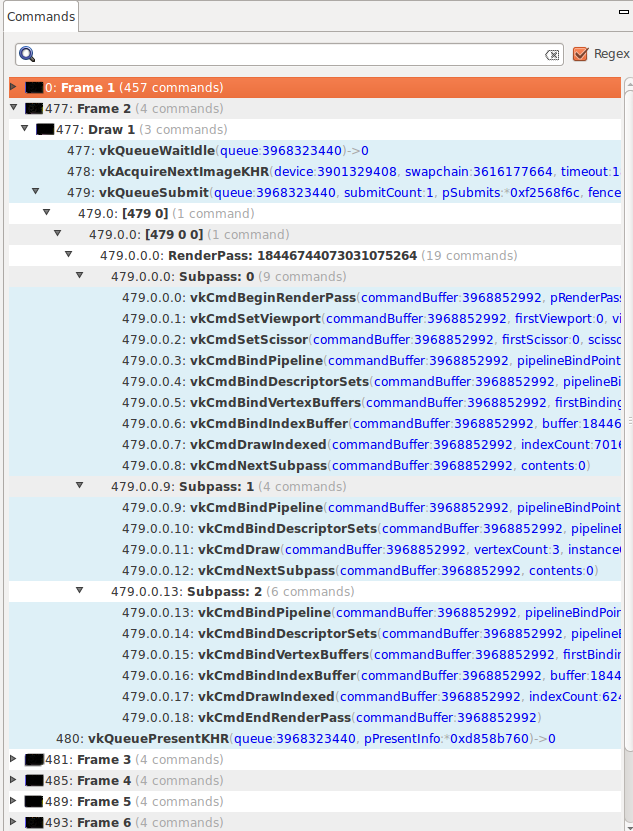 Commands
Regex
0: Frame 1 (457 commands)
477: Frame 2 (4 commands)
477: Draw 1 (3 commands)
477: vkQueueWaitIdle(queue:3968323440)->0
478: vkAcquireNextImageKHR(device:3901329408, swapchain:3616177664, timeout:1
479: vkQueueSubmit(queue:3968323440, submitCount:1, pSubmits:*0xf2568f6c, fence
479.0: [479 0] (1 command)
479.0.0: [479 0 0] (1 command)
479.0.0.0: RenderPass: 18446744073031075264 (19 commands)
479.0.0.0: Subpass: 0 (9 commands)
479.0.0.0: vkCmdBeginRenderPass(commandBuffer:3968852992, pRenderPas
479.0.0.1: vkCmdSetViewport(commandBuffer:3968852992, firstViewport:0, vi
479.0.0.2: vkCmdSetScissor(commandBuffer:3968852992, firstScissor:0, scisso
479.0.0.3: vkCmdBindPipeline(commandBuffer:3968852992, pipelineBindPoint
479.0.0.4: vkCmdBindDescriptorSets(commandBuffer:3968852992, pipelineBi
479.0.0.5: vkCmdBindVertexBuffers(commandBuffer:3968852992, firstBinding
479.0.0.6: vkCmdBindIndexBuffer(commandBuffer:3968852992, buffer:18446
479.0.0.7: vkCmdDrawIndexed(commandBuffer:3968852992, indexCount:7016
479.0.0.8: vkCmdNextSubpass(commandBuffer:3968852992, contents:0)
479.0.0.9: Subpass: 1 (4 commands)
479.0.0.9: vkCmdBindPipeline(commandBuffer:3968852992, pipelineBindPoint
479.0.0.10: vkCmdBindDescriptorSets(commandBuffer:3968852992, pipelineB
479.0.0.11: vkCmdDraw(commandBuffer:3968852992, vertexCount:3, instanceC
479.0.0.12: vkCmdNextSubpass(commandBuffer:3968852992, contents:0)
479.0.0.13: Subpass: 2 (6 commands)
479.0.0.13: vkCmdBindPipeline(commandBuffer:3968852992, pipelineBindPoin
479.0.0.14: vkCmdBindDescriptorSets(commandBuffer:3968852992, pipelineB
479.0.0.15: vkCmdBindVertexBuffers(commandBuffer:3968852992, firstBindin
479.0.0.16: vkCmdBindIndexBuffer(commandBuffer:3968852992, buffer:1844
479.0.0.17: vkCmdDrawIndexed(commandBuffer:3968852992, indexCount:624
479.0.0.18: vkCmdEndRenderPass(commandBuffer:3968852992)
480: vkQueuePresentKHR(queue:3968323440, pPresentInfo:*0xd858b760)->0
481: Frame 3 (4 commands)
485: Frame 4 (4 commands)
489: Frame 5 (4 commands)
493: Frame 6 (4 commands)